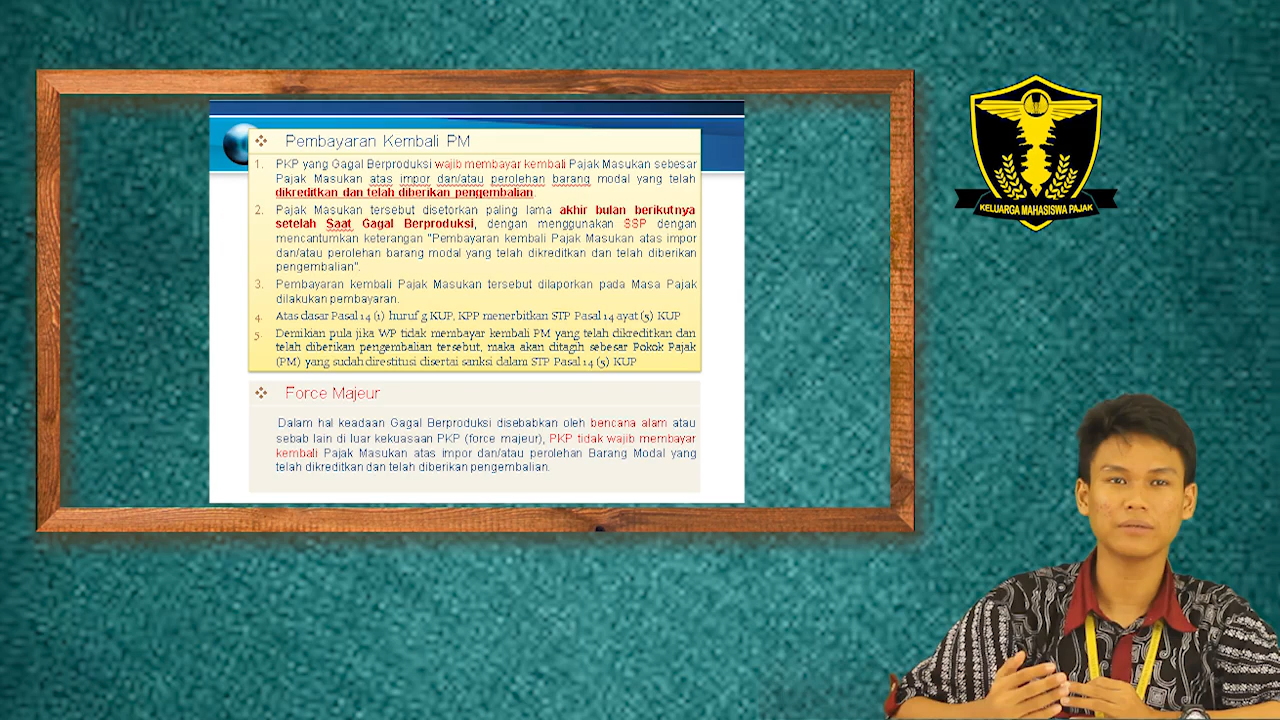 ❖ Pembayaran Kembali PM
1. PKP yang Gagal Berproduksi wajib membayar kembali Pajak Masukan sebesar
Pajak Masukan atas impor dan/atau perolehan barang modal yang telah
dikreditkan dan telah diberikan pengembalian.
2. Pajak Masukan tersebut disetorkan paling lama akhir bulan berikutnya
setelah Saat Gagal Berproduksi, dengan menggunakan SSP dengan
mencantumkan keterangan "Pembayaran kembali Pajak Masukan atas impor
dan/atau perolehan barang modal yang telah dikreditkan dan telah diberikan
pengembalian".
3. Pembayaran kembali Pajak Masukan tersebut dilaporkan pada Masa Pajak
dilakukan pembayaran.
4. Atas dasar Pasal 14 (1) huruf g KUP, KPP menerbitkan STP Pasal 14 ayat (5) KUP
5. Demikian pula jika WP tidak membayar kembali PM yang telah dikreditkan dan
telah diberikan pengembalian tersebut, maka akan ditagih sebesar Pokok Pajak
(PM) yang sudah direstitusi disertai sanksi dalam STP Pasal 14 (5) KUP
❖ Force Majeur
Dalam hal keadaan Gagal Berproduksi disebabkan oleh bencana alam atau
sebab lain di luar kekuasaan PKP (force majeur), PKP tidak wajib membayar
kembali Pajak Masukan atas impor dan/atau perolehan Barang Modal yang
telah dikreditkan dan telah diberikan pengembalian.
KELUARGA MAHASISWA PAJAK